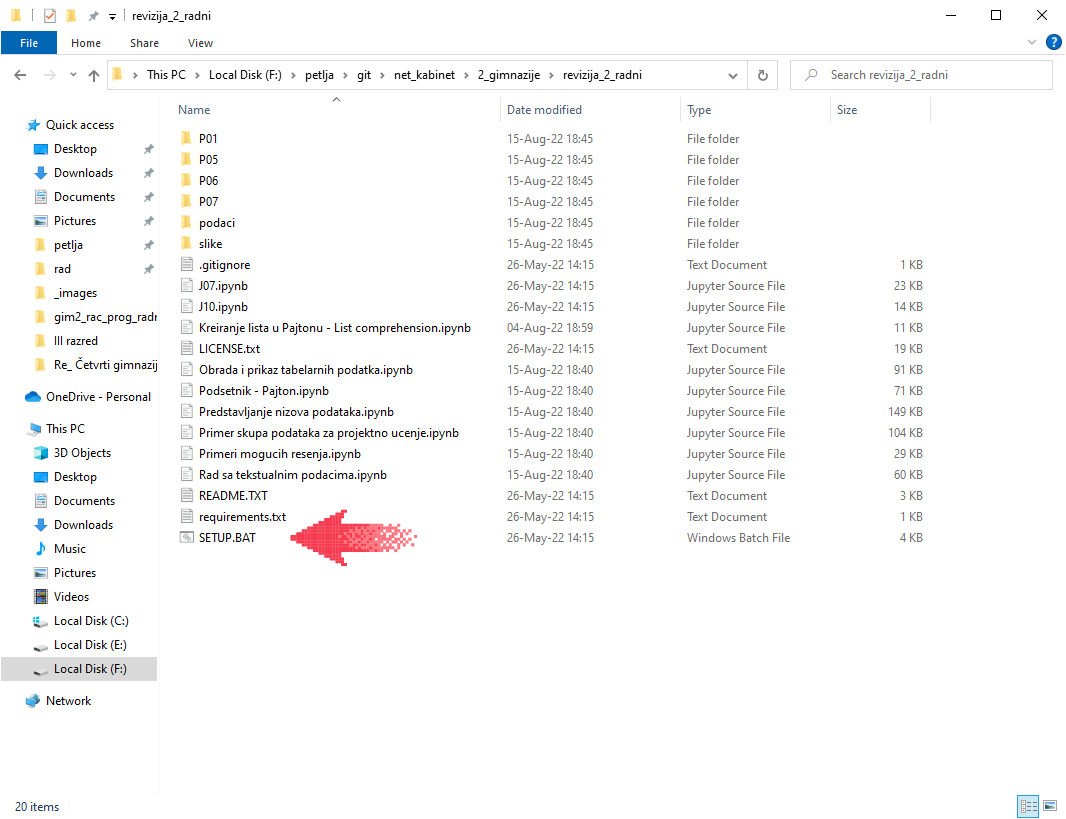 revizija_2_radni
File Home Share View
This PC Local Disk (F:) petlja git net_kabinet 2_gimnazije revizija_2_radni Search revizija_2_radni
Name Date modified Type Size
Quick access
Desktop
Downloads
Documents
Pictures
petlja
rad
_images
gim2_rac_prog_radr
III razred
Re_ Četvrti gimnazij
OneDrive - Personal
This PC
3D Objects
Desktop
Documents
Downloads
Music
Pictures
Videos
Local Disk (C:)
Local Disk (E:)
Local Disk (F:)
Network
P01 15-Aug-22 18:45 File folder
P05 15-Aug-22 18:45 File folder
P06 15-Aug-22 18:45 File folder
P07 15-Aug-22 18:45 File folder
podaci 15-Aug-22 18:45 File folder
slike 15-Aug-22 18:45 File folder
.gitignore 26-May-22 14:15 Text Document 1 KB
J07.ipynb 26-May-22 14:15 Jupyter Source File 23 KB
J10.ipynb 26-May-22 14:15 Jupyter Source File 14 KB
Kreiranje lista u Pajtonu - List comprehension.ipynb 04-Aug-22 18:59 Jupyter Source File 11 KB
LICENSE.txt 26-May-22 14:15 Text Document 19 KB
Obrada i prikaz tabelarnih podatka.ipynb 15-Aug-22 18:40 Jupyter Source File 91 KB
Podsetnik - Pajton.ipynb 15-Aug-22 18:40 Jupyter Source File 71 KB
Predstavljanje nizova podataka.ipynb 15-Aug-22 18:40 Jupyter Source File 149 KB
Primer skupa podataka za projektno ucenje.ipynb 15-Aug-22 18:40 Jupyter Source File 104 KB
Primeri mogucih resenja.ipynb 15-Aug-22 18:40 Jupyter Source File 29 KB
Rad sa tekstualnim podacima.ipynb 15-Aug-22 18:40 Jupyter Source File 60 KB
README.TXT 26-May-22 14:15 Text Document 3 KB
requirements.txt 26-May-22 14:15 Text Document 1 KB
SETUP.BAT 26-May-22 14:15 Windows Batch File 4 KB
20 items